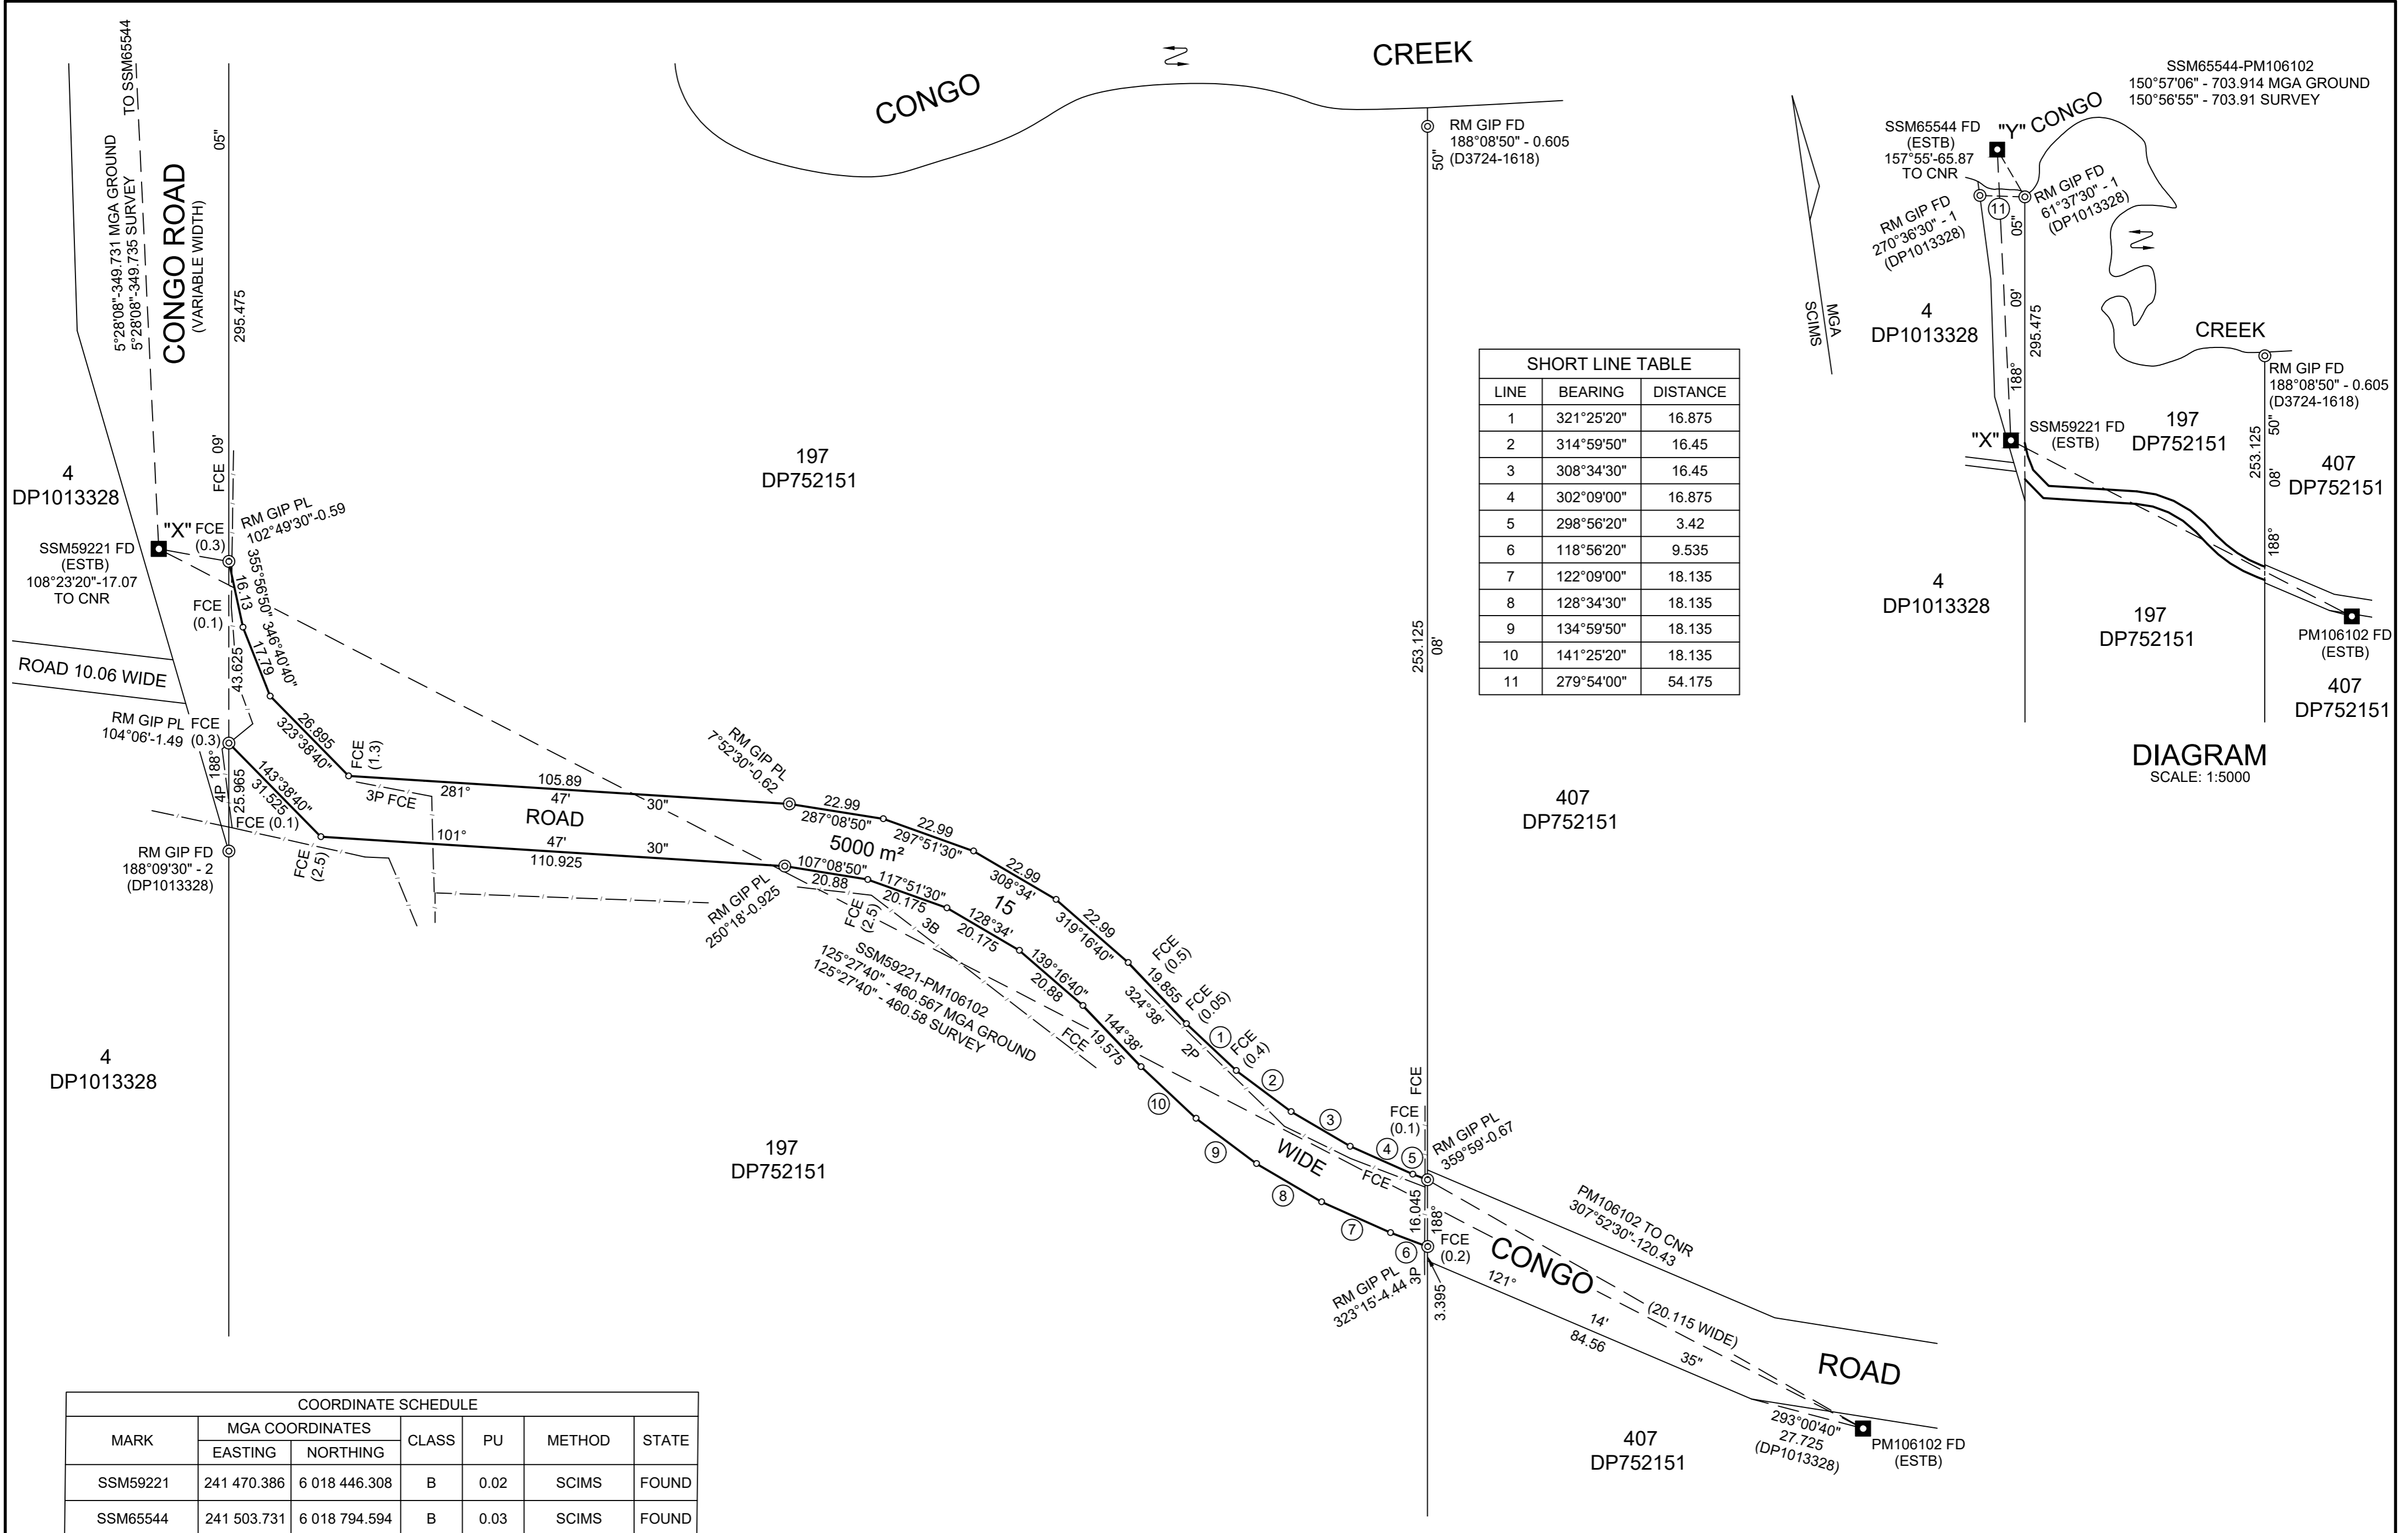 CONGO
CREEK
TO SSM65544
5°28'08"-349.731 MGA GROUND
5°28'08"-349.735 SURVEY
CONGO ROAD
(VARIABLE WIDTH)
05"
295.475
09'
FCE
RM GIP FD
188°08'50" - 0.605
(D3724-1618)
50"
197
DP752151
4
DP1013328
"X"
FCE
(0.3)
RM GIP PL
102°49'30"-0.59
SSM59221 FD
(ESTB)
108°23'20"-17.07
TO CNR
355°56'50"
16.13
FCE
(0.1)
346°40'40"
17.79
43.625
ROAD 10.06 WIDE
RM GIP PL
104°06'-1.49
FCE
(0.3)
26.895
323°38'40"
FCE
(1.3)
188°
4P
25.965
143°38'40"
31.525
FCE (0.1)
3P FCE
105.89
281°
47'
30"
ROAD
101°
47'
30"
110.925
FCE
(2.5)
RM GIP FD
188°09'30" - 2
(DP1013328)
RM GIP PL
7°52'30"-0.62
22.99
287°08'50"
22.99
297°51'30"
5000 m²
107°08'50"
20.88
117°51'30"
20.175
22.99
308°34'
15
128°34'
20.175
22.99
319°16'40"
139°16'40"
20.88
RM GIP PL
250°18'-0.925
FCE
(2.5)
3B
SSM59221-PM106102
125°27'40" - 460.567 MGA GROUND
125°27'40" - 460.58 SURVEY
FCE
144°38'
19.575
FCE
(0.5)
19.855
324°38'
FCE
(0.05)
2P
1
FCE
(0.4)
2
3
4
5
10
9
8
7
6
WIDE
FCE
253.125
08'
FCE
FCE
(0.1)
RM GIP PL
359°59'-0.67
16.045
188°
FCE
(0.2)
RM GIP PL
323°15'-4.44
3P
3.395
PM106102 TO CNR
307°52'30"-120.43
CONGO
121°
14'
35"
84.56
(20.115 WIDE)
ROAD
293°00'40"
27.725
(DP1013328)
PM106102 FD
(ESTB)
407
DP752151
407
DP752151
4
DP1013328
197
DP752151
SHORT LINE TABLE
LINE BEARING DISTANCE
1 321°25'20" 16.875
2 314°59'50" 16.45
3 308°34'30" 16.45
4 302°09'00" 16.875
5 298°56'20" 3.42
6 118°56'20" 9.535
7 122°09'00" 18.135
8 128°34'30" 18.135
9 134°59'50" 18.135
10 141°25'20" 18.135
11 279°54'00" 54.175
MGA
SCIMS
SSM65544-PM106102
150°57'06" - 703.914 MGA GROUND
150°56'55" - 703.91 SURVEY
SSM65544 FD
(ESTB)
157°55'-65.87
TO CNR
"Y"
CONGO
RM GIP FD
61°37'30" - 1
(DP1013328)
RM GIP FD
270°36'30" - 1
(DP1013328)
11
05"
09'
295.475
188°
4
DP1013328
CREEK
RM GIP FD
188°08'50" - 0.605
(D3724-1618)
"X"
SSM59221 FD
(ESTB)
197
DP752151
50"
253.125
08'
188°
407
DP752151
4
DP1013328
197
DP752151
PM106102 FD
(ESTB)
407
DP752151
DIAGRAM
SCALE: 1:5000
COORDINATE SCHEDULE
MARK MGA COORDINATES CLASS PU METHOD STATE
EASTING NORTHING
SSM59221 241 470.386 6 018 446.308 B 0.02 SCIMS FOUND
SSM65544 241 503.731 6 018 794.594 B 0.03 SCIMS FOUND